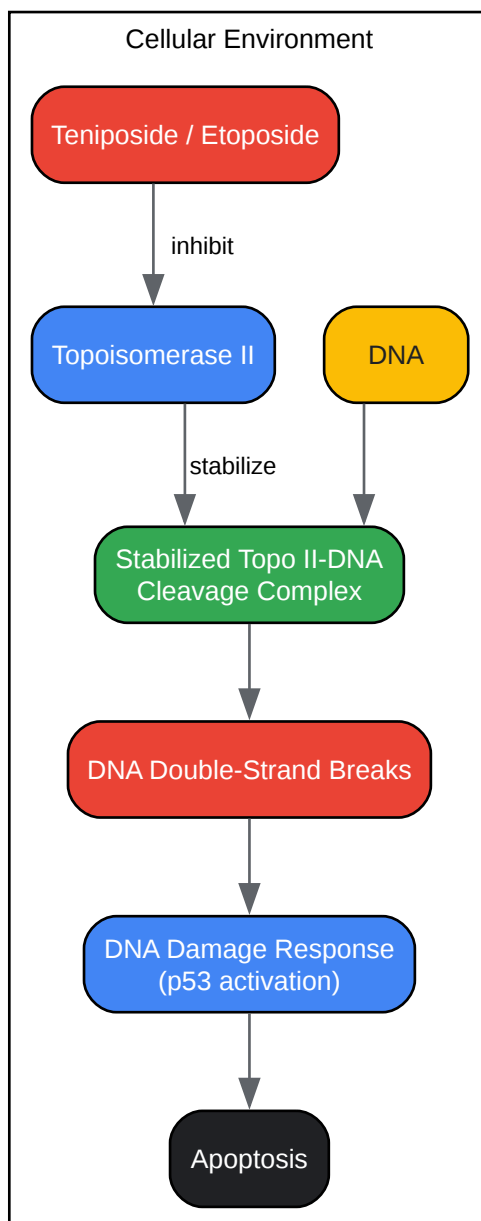 Cellular Environment
Teniposide / Etoposide
inhibit
Topoisomerase II
DNA
stabilize
Stabilized Topo II-DNA
Cleavage Complex
DNA Double-Strand Breaks
DNA Damage Response
(p53 activation)
Apoptosis